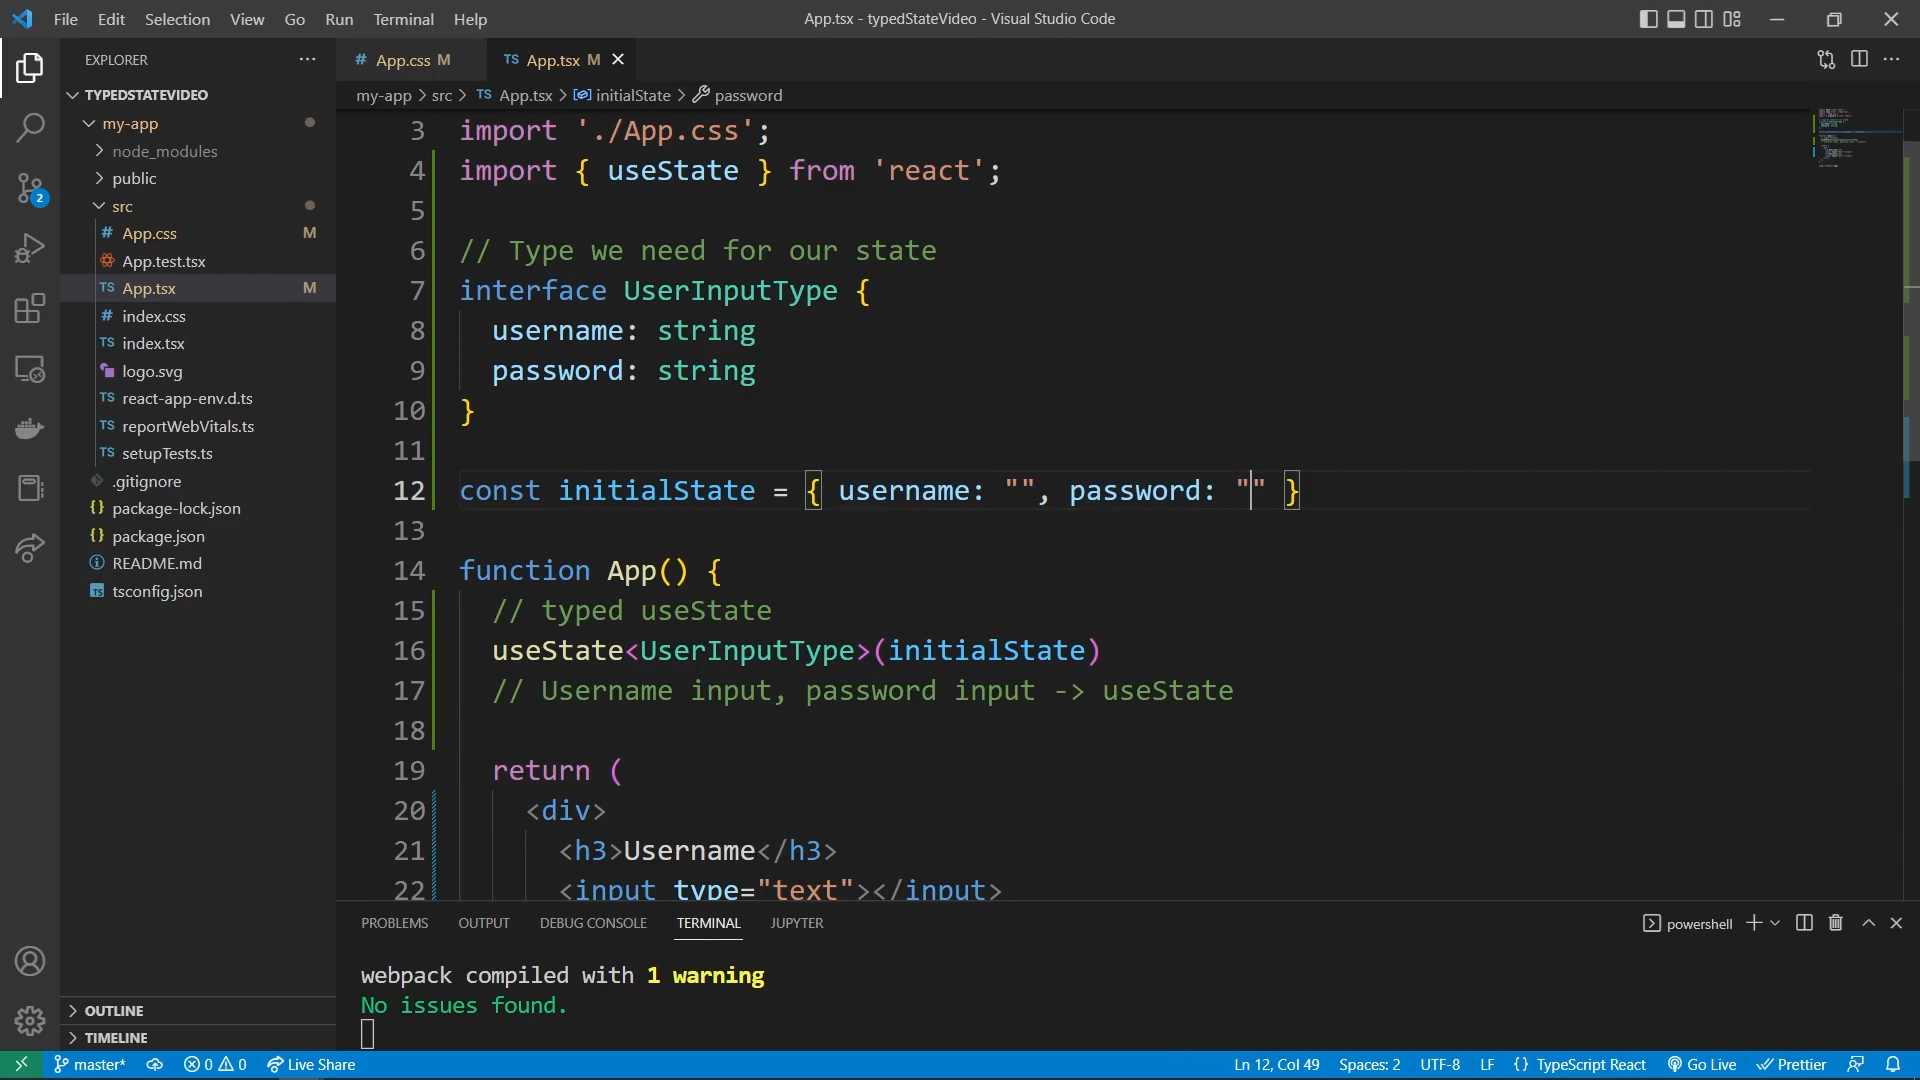 File Edit Selection View Go Run Terminal Help
App.tsx - typedStateVideo - Visual Studio Code
EXPLORER
# App.css M
TS App.tsx M
TYPEDSTATEVIDEO
my-app > src > TS App.tsx > initialState > password
my-app
node_modules
public
src
# App.css M
App.test.tsx
TS App.tsx M
# index.css
TS index.tsx
logo.svg
TS react-app-env.d.ts
TS reportWebVitals.ts
TS setupTests.ts
.gitignore
{} package-lock.json
{} package.json
README.md
TS tsconfig.json
2
OUTLINE
TIMELINE
3 import './App.css';
4 import { useState } from 'react';
5
6 // Type we need for our state
7 interface UserInputType {
8 username: string
9 password: string
10 }
11
12 const initialState = { username: "", password: "" }
13
14 function App() {
15 // typed useState
16 useState<UserInputType>(initialState)
17 // Username input, password input -> useState
18
19 return (
20 <div>
21 <h3>Username</h3>
22 <input type="text"></input>
PROBLEMS OUTPUT DEBUG CONSOLE TERMINAL JUPYTER
powershell
webpack compiled with 1 warning
No issues found.
master* 0 0 Live Share
Ln 12, Col 49 Spaces: 2 UTF-8 LF {} TypeScript React Go Live Prettier